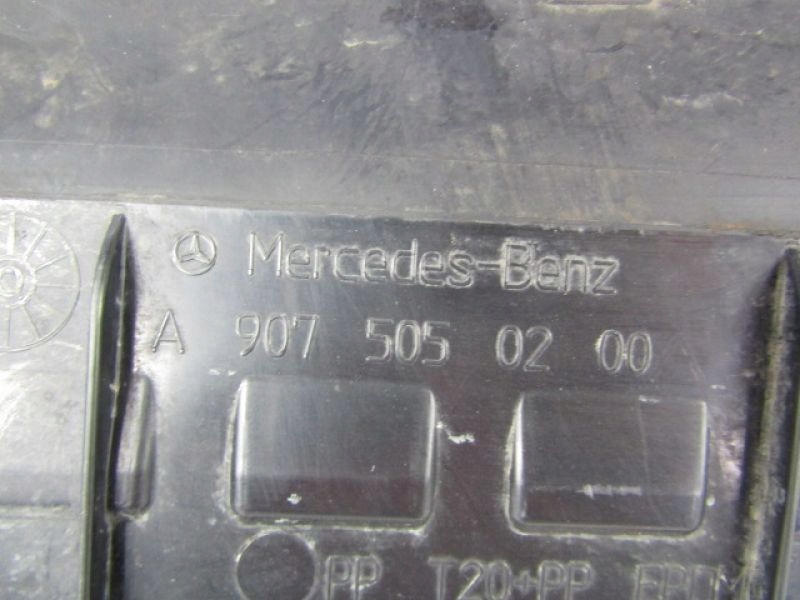 Mercedes-Benz
A 907 505 02 00
PP T20+PP